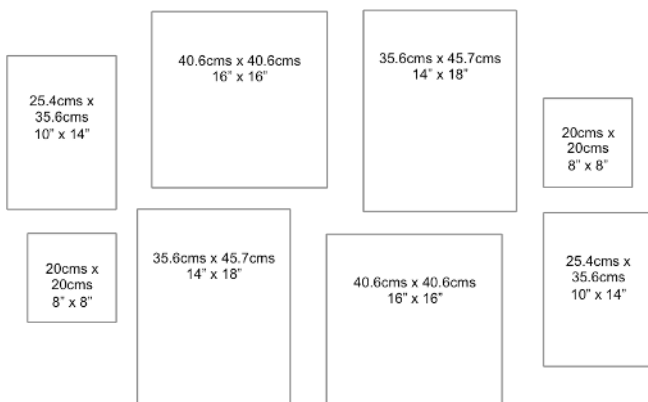 40.6cms x 40.6cms
16” x 16”
35.6cms x 45.7cms
14” x 18”
25.4cms x
35.6cms
10” x 14”
20cms x
20cms
8” x 8”
20cms x
20cms
8” x 8”
35.6cms x 45.7cms
14” x 18”
40.6cms x 40.6cms
16” x 16”
25.4cms x
35.6cms
10” x 14”